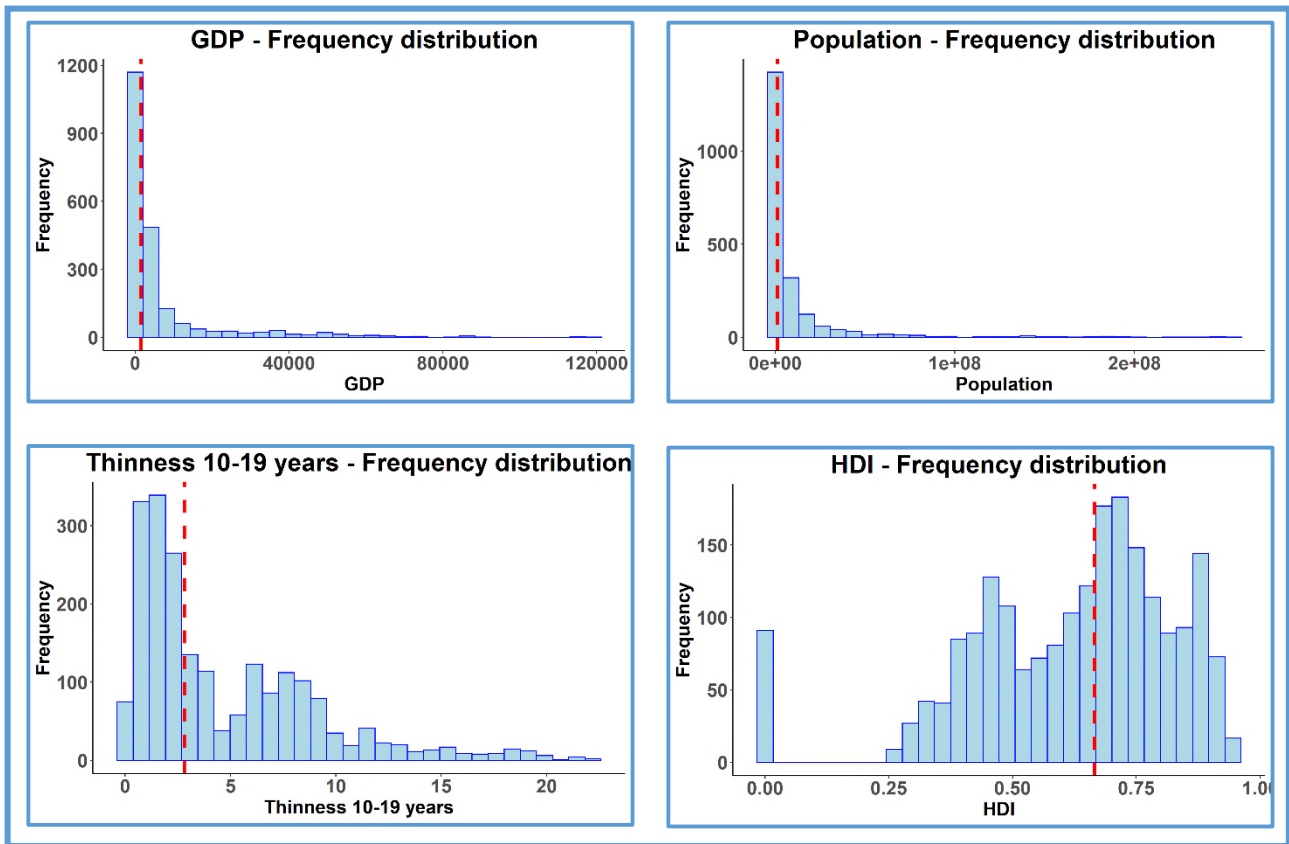 GDP - Frequency distribution
1200
900
600
300
0
Frequency
0 40000 80000 120000
GDP
Population - Frequency distribution
1000
500
0
Frequency
0e+00 1e+08 2e+08
Population
Thinness 10-19 years - Frequency distribution
300
200
100
0
Frequency
0 5 10 15 20
Thinness 10-19 years
HDI - Frequency distribution
150
100
50
0
Frequency
0.00 0.25 0.50 0.75 1.00
HDI